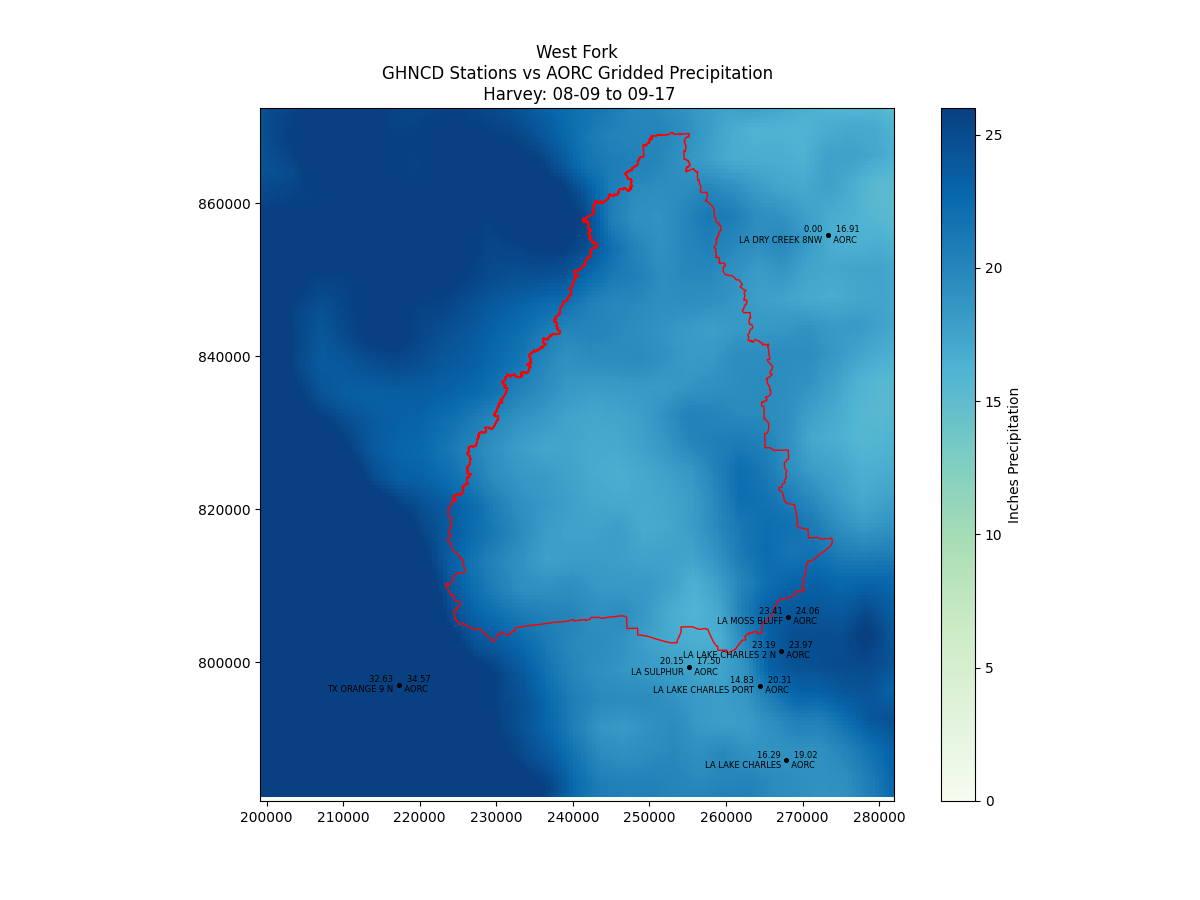 West Fork
GHNCD Stations vs AORC Gridded Precipitation
Harvey: 08-09 to 09-17
860000
840000
820000
800000
200000 210000 220000 230000 240000 250000 260000 270000 280000
0.00 16.91
LA DRY CREEK 8NW AORC
23.41 24.06
LA MOSS BLUFF AORC
23.19 23.97
LA LAKE CHARLES 2 N AORC
20.15 17.50
LA SULPHUR AORC
14.83 20.31
LA LAKE CHARLES PORT AORC
32.63 34.57
TX ORANGE 9 N AORC
16.29 19.02
LA LAKE CHARLES AORC
25
20
15
10
5
0
Inches Precipitation